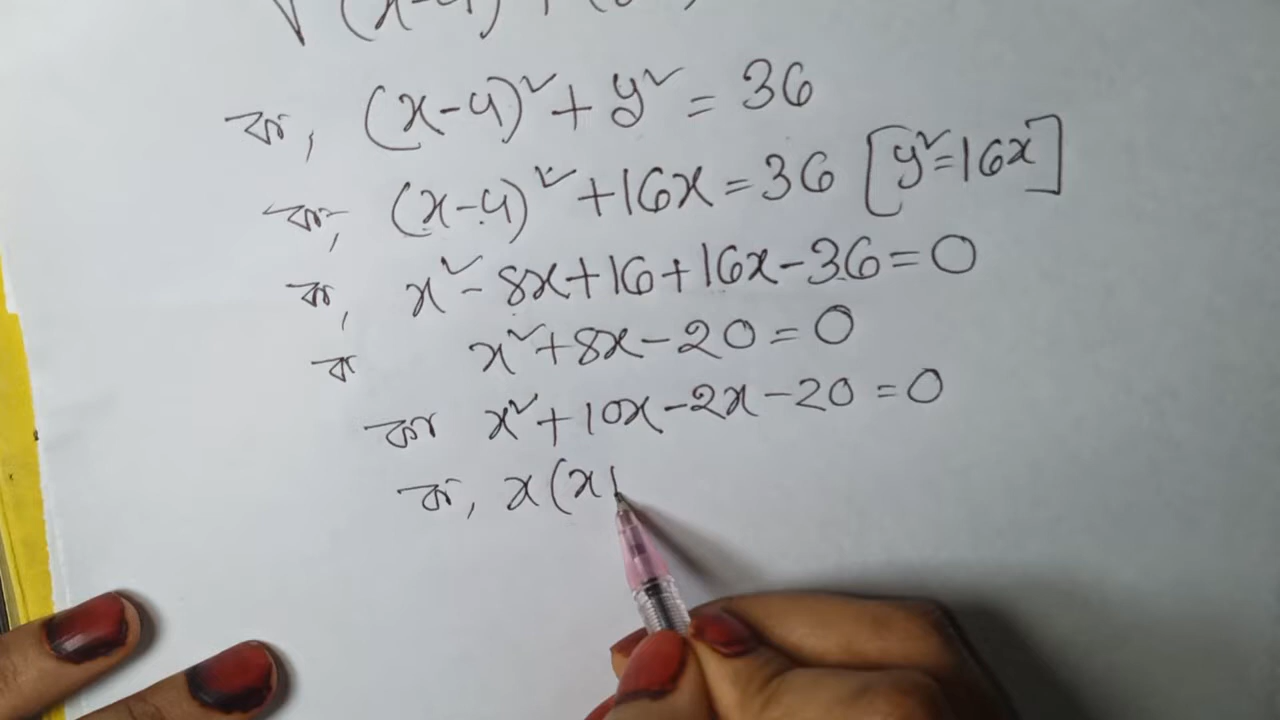 বা, (x-4)² + y² = 36
বা, (x-4)² + 16x = 36 [y² = 16x]
বা, x² - 8x + 16 + 16x - 36 = 0
বা x² + 8x - 20 = 0
বা x² + 10x - 2x - 20 = 0
বা, x(x